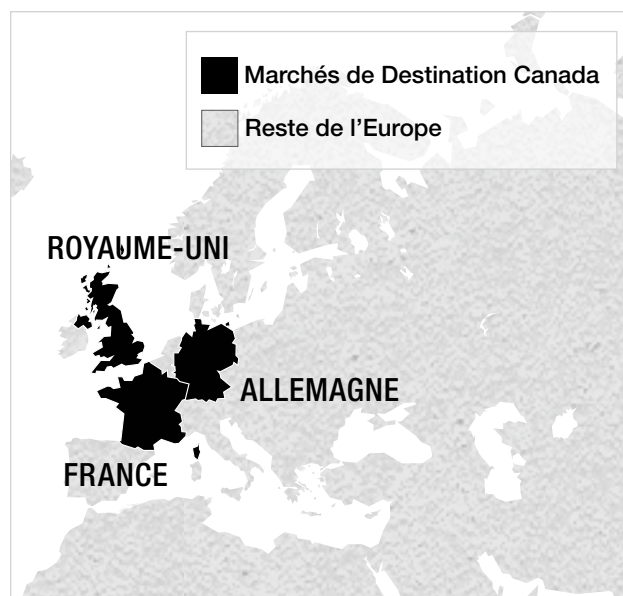 Marchés de Destination Canada
Reste de l’Europe
ROYAUME-UNI
ALLEMAGNE
FRANCE